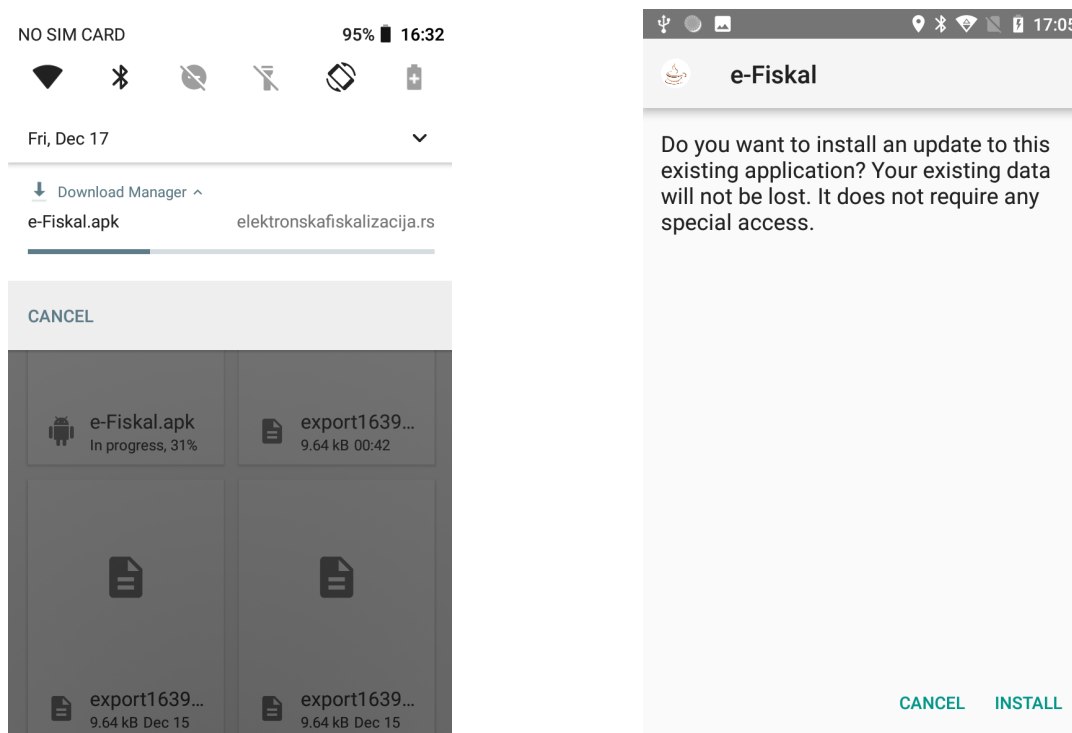 NO SIM CARD 95% 16:32
Fri, Dec 17
Download Manager
e-Fiskal.apk elektronskafiskalizacija.rs
CANCEL
e-Fiskal.apk export1639...
In progress, 31% 9.64 kB 00:42
export1639... export1639...
9.64 kB Dec 15 9.64 kB Dec 15
17:05
e-Fiskal
Do you want to install an update to this
existing application? Your existing data
will not be lost. It does not require any
special access.
CANCEL INSTALL